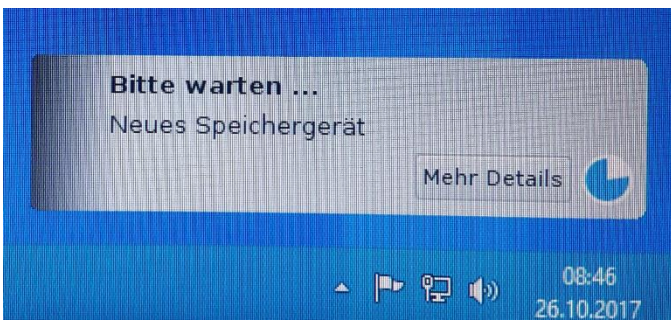 Bitte warten ...
Neues Speichergerät
Mehr Details
08:46
26.10.2017